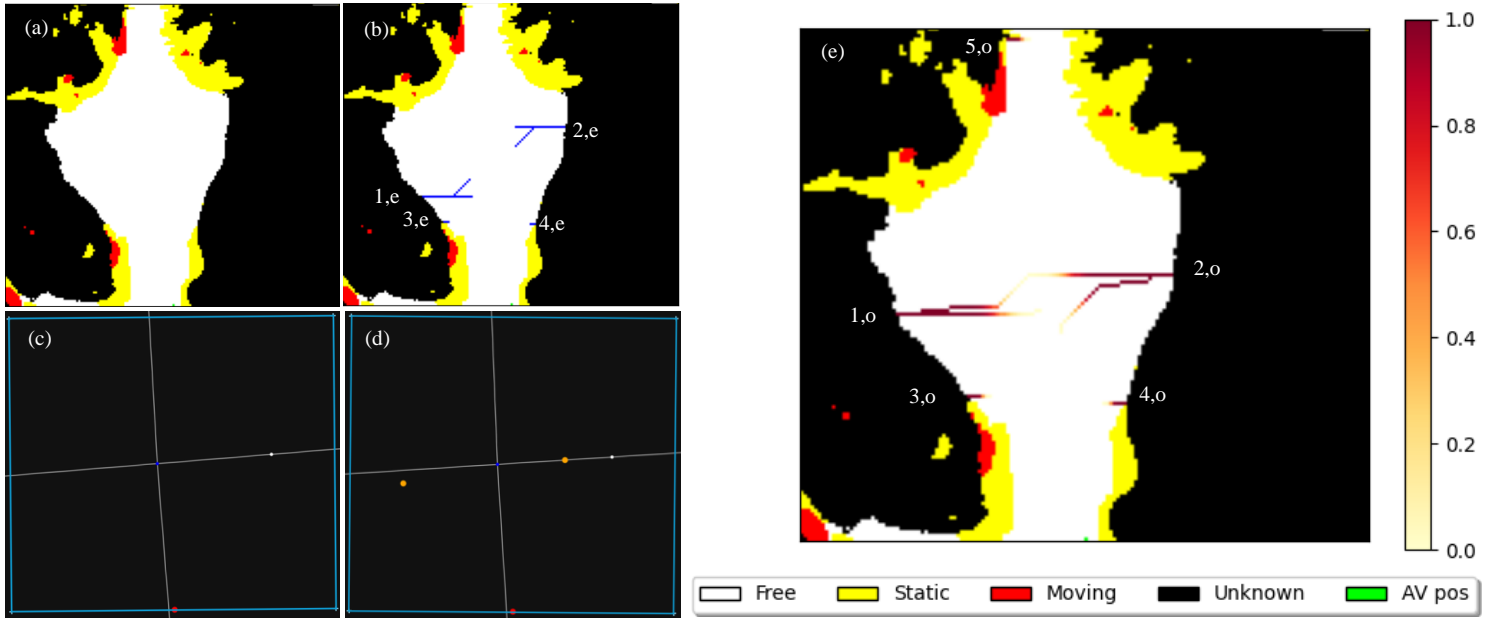 (a)
(b)
2,e
1,e
3,e
4,e
(c)
(d)
(e)
5,o
2,o
1,o
3,o
4,o
1.0
0.8
0.6
0.4
0.2
0.0
Free
Static
Moving
Unknown
AV pos